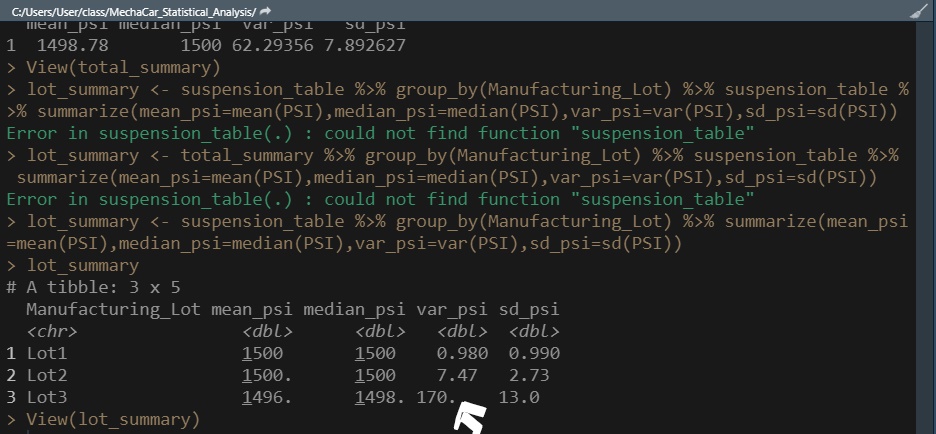 C:/Users/User/class/MechaCar_Statistical_Analysis/
mean_psi median_psi var_psi sd_psi
1 1498.78 1500 62.29356 7.892627
> View(total_summary)
> lot_summary <- suspension_table %>% group_by(Manufacturing_Lot) %>% suspension_table %
>% summarize(mean_psi=mean(PSI),median_psi=median(PSI),var_psi=var(PSI),sd_psi=sd(PSI))
Error in suspension_table(.) : could not find function "suspension_table"
> lot_summary <- total_summary %>% group_by(Manufacturing_Lot) %>% suspension_table %>%
summarize(mean_psi=mean(PSI),median_psi=median(PSI),var_psi=var(PSI),sd_psi=sd(PSI))
Error in suspension_table(.) : could not find function "suspension_table"
> lot_summary <- suspension_table %>% group_by(Manufacturing_Lot) %>% summarize(mean_psi
=mean(PSI),median_psi=median(PSI),var_psi=var(PSI),sd_psi=sd(PSI))
> lot_summary
# A tibble: 3 x 5
Manufacturing_Lot mean_psi median_psi var_psi sd_psi
<chr> <dbl> <dbl> <dbl> <dbl>
1 Lot1 1500 1500 0.980 0.990
2 Lot2 1500. 1500 7.47 2.73
3 Lot3 1496. 1498. 170. 13.0
> View(lot_summary)